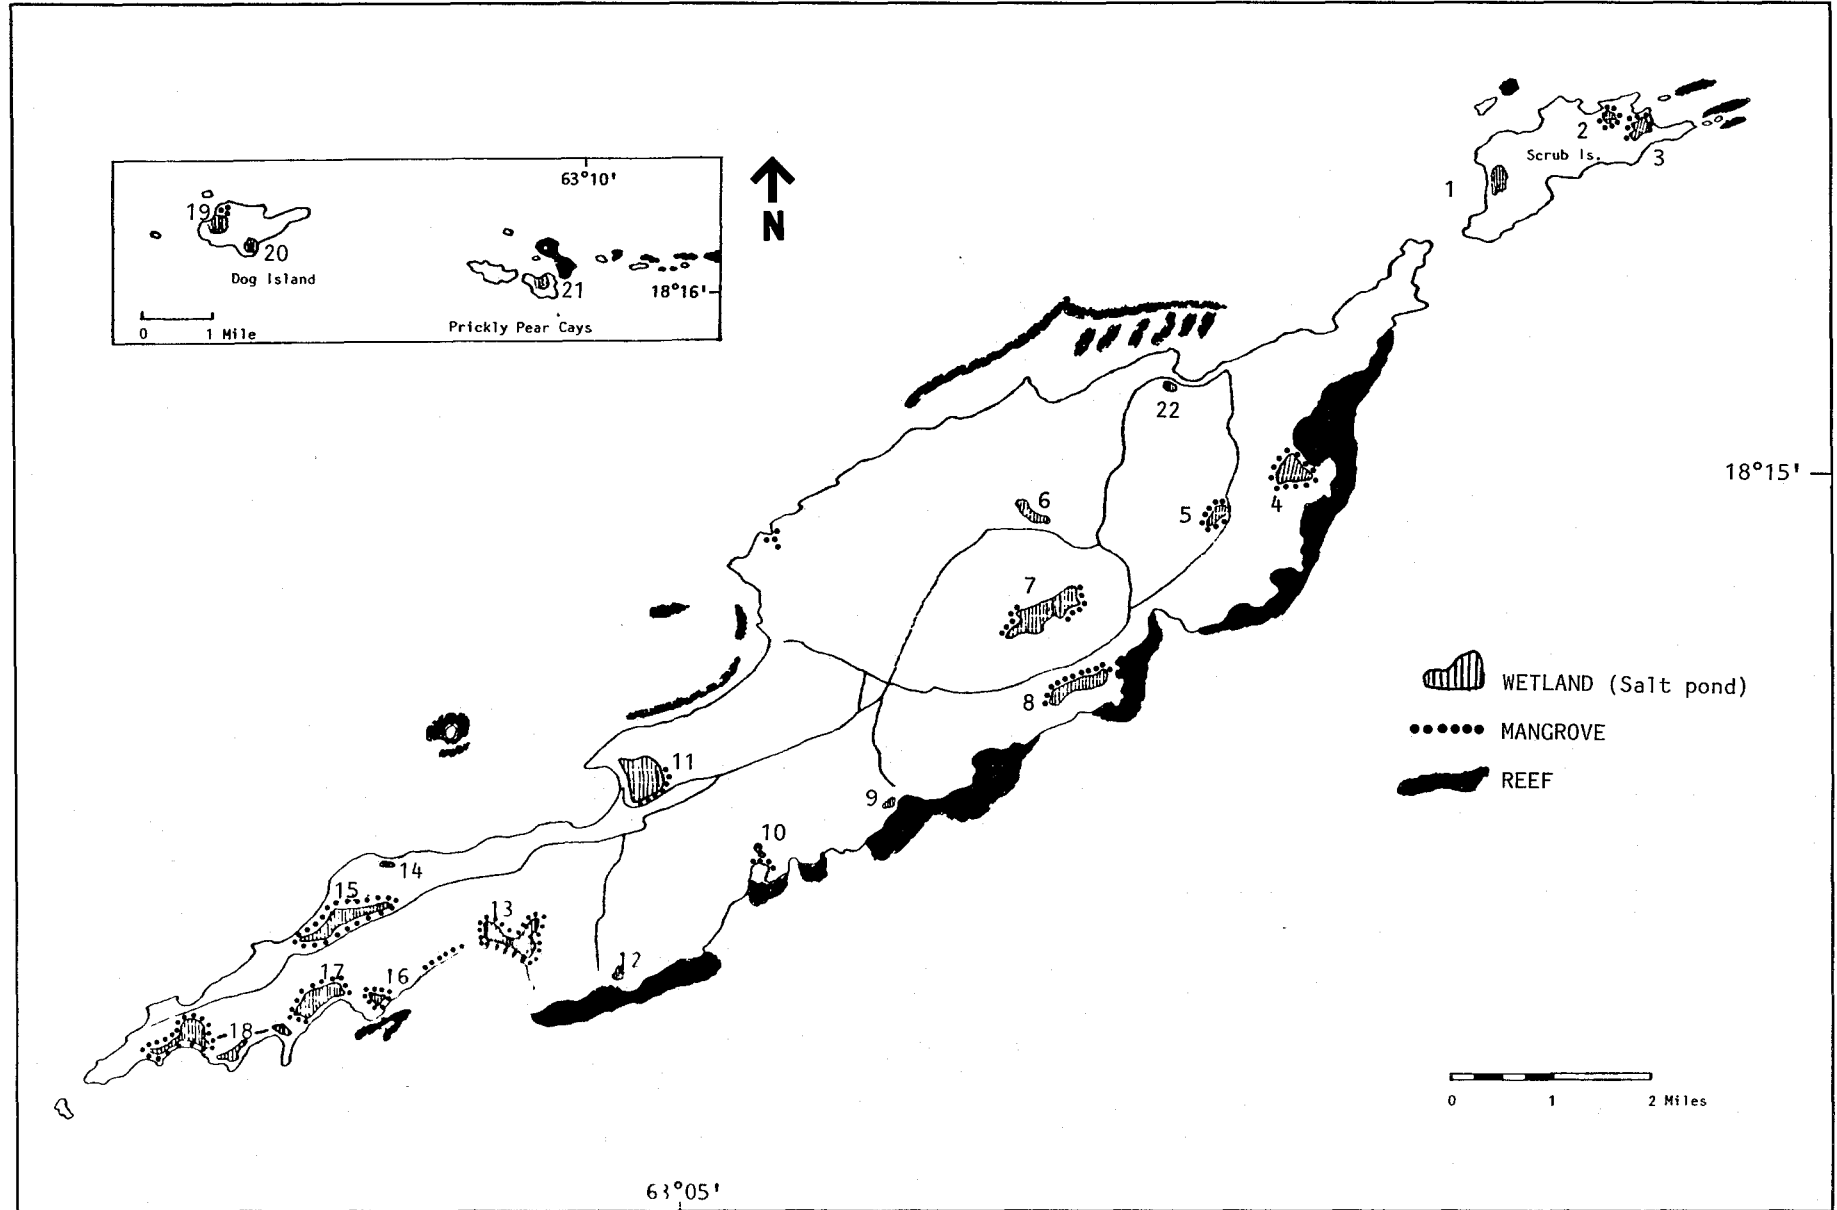 2
Scrub Is.
3
1
63°10'
19
20
Dog Island
21
18°16'
Prickly Pear Cays
0 1 Mile
N
22
18°15'
6
5
4
7
8
WETLAND (Salt pond)
MANGROVE
REEF
11
9
10
14
15
13
12
17
16
18
0 1 2 Miles
63°05'